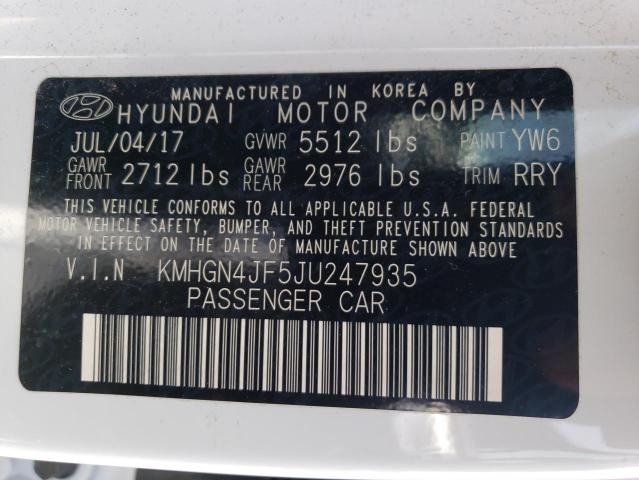 MANUFACTURED IN KOREA BY
HYUNDAI MOTOR COMPANY
JUL/04/17 GVWR 5512 lbs PAINT YW6
GAWR FRONT 2712 lbs GAWR REAR 2976 lbs TRIM RRY
THIS VEHICLE CONFORMS TO ALL APPLICABLE U.S.A. FEDERAL
MOTOR VEHICLE SAFETY, BUMPER, AND THEFT PREVENTION STANDARDS
IN EFFECT ON THE DATE OF MANUFACTURE SHOWN ABOVE
V.I.N KMHGN4JF5JU247935
PASSENGER CAR